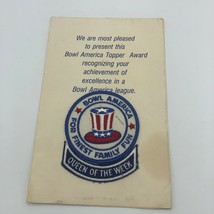 We are most pleased
to present this
Bowl America Topper Award
recognizing your
achievement of
excellence in a
Bowl America league.
BOWL AMERICA
FOR FINEST FAMILY FUN
QUEEN OF THE WEEK